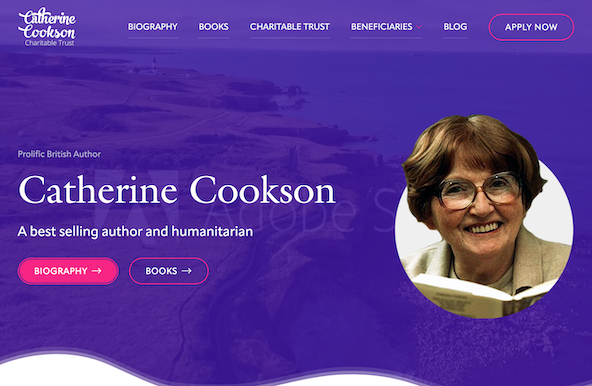 Catherine
Cookson
Charitable Trust
BIOGRAPHY
BOOKS
CHARITABLE TRUST
BENEFICIARIES
BLOG
APPLY NOW
Prolific British Author
Catherine Cookson
Adobe S
A best selling author and humanitarian
BIOGRAPHY →
BOOKS →